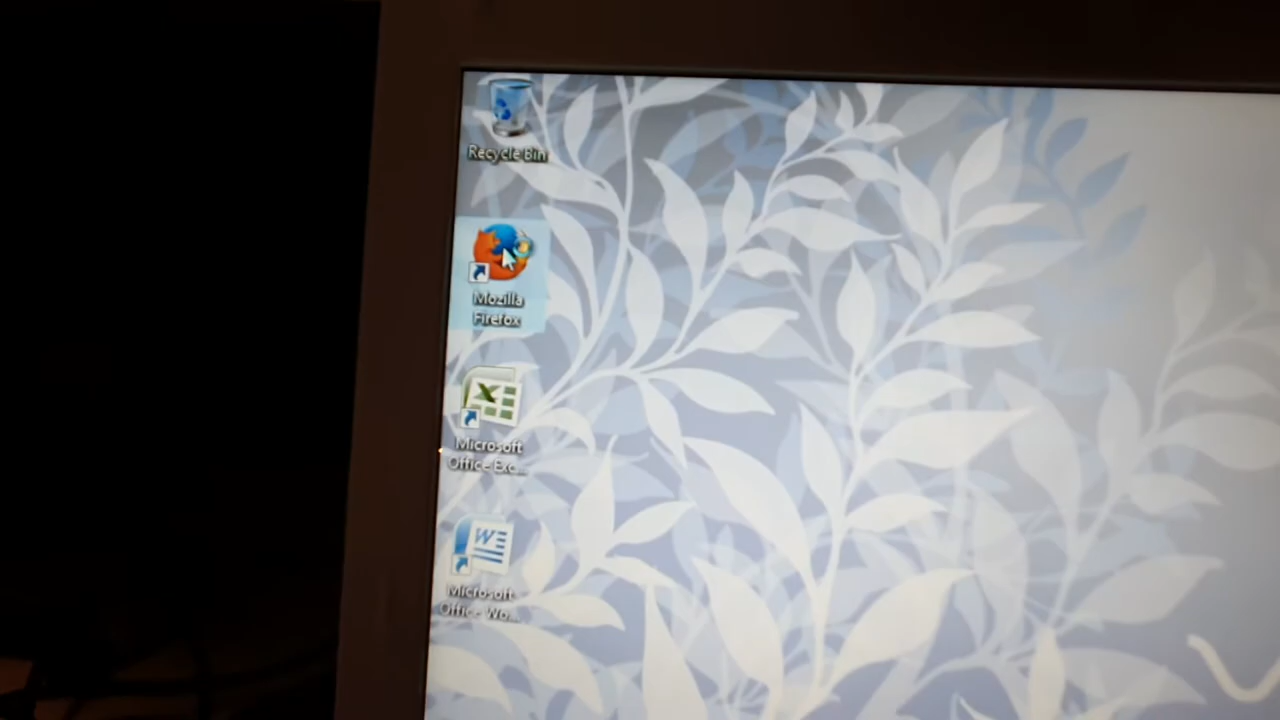 Recycle Bin
Mozilla
Firefox
Microsoft
Office - Exc...
Microsoft
Office - Wo...